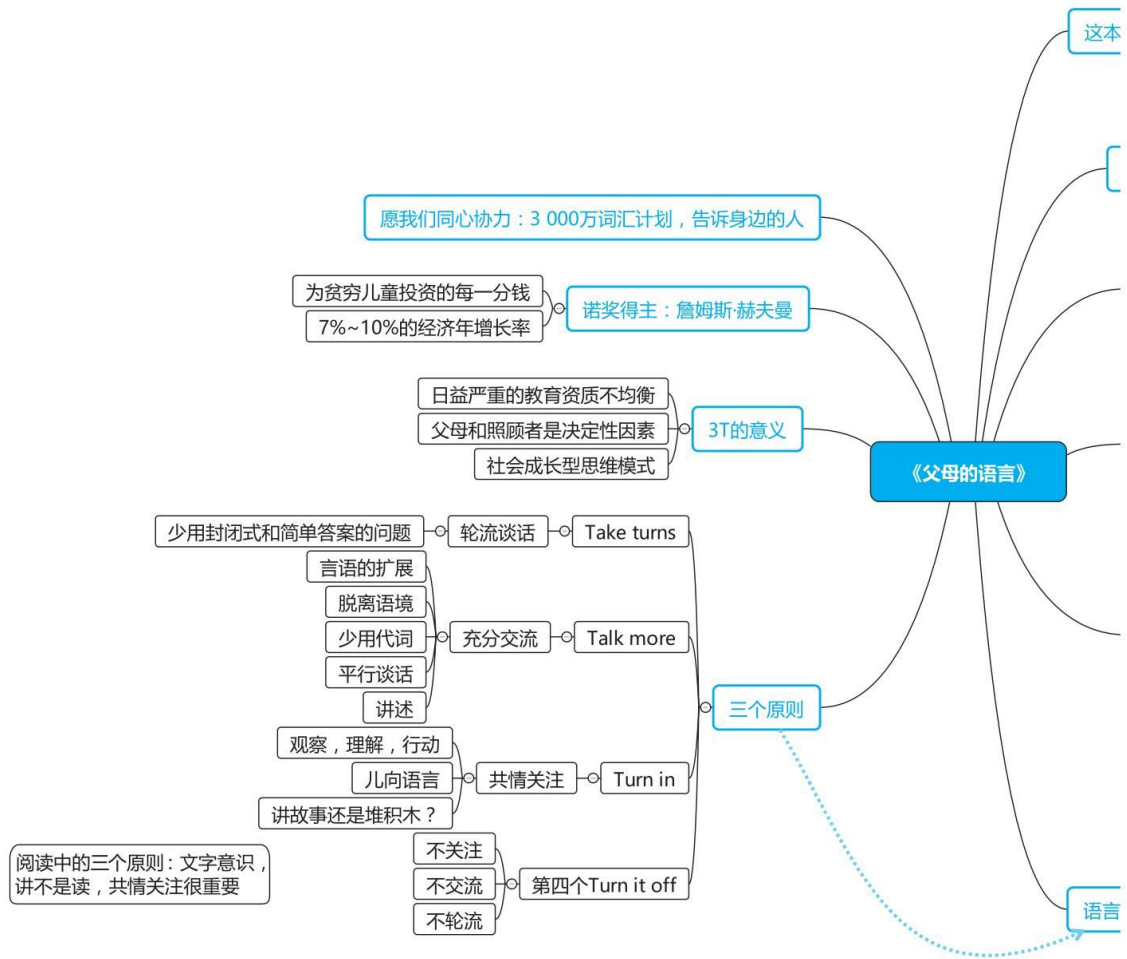 这本
愿我们同心协力：3 000万词汇计划，告诉身边的人
为贫穷儿童投资的每一分钱
7%~10%的经济年增长率
诺奖得主：詹姆斯·赫夫曼
日益严重的教育资质不均衡
父母和照顾者是决定性因素
社会成长型思维模式
3T的意义
《父母的语言》
少用封闭式和简单答案的问题
轮流谈话
Take turns
言语的扩展
脱离语境
少用代词
平行谈话
讲述
充分交流
Talk more
三个原则
观察，理解，行动
儿向语言
讲故事还是堆积木？
共情关注
Turn in
不关注
不交流
不轮流
第四个Turn it off
阅读中的三个原则：文字意识，
讲不是读，共情关注很重要
语言